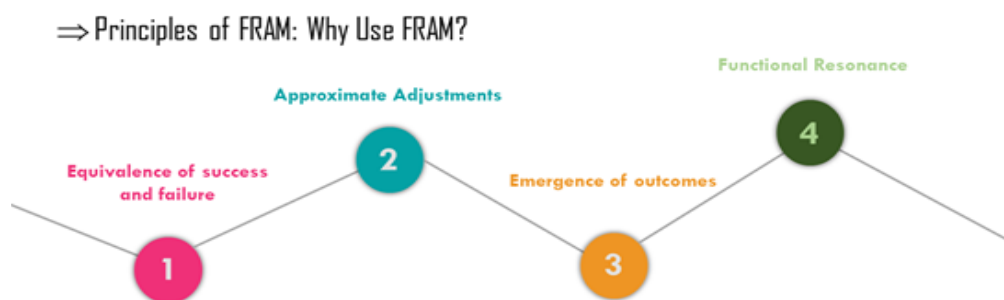 ⇒ Principles of FRAM: Why Use FRAM?
Equivalence of success
and failure
1
Approximate Adjustments
2
Emergence of outcomes
3
Functional Resonance
4